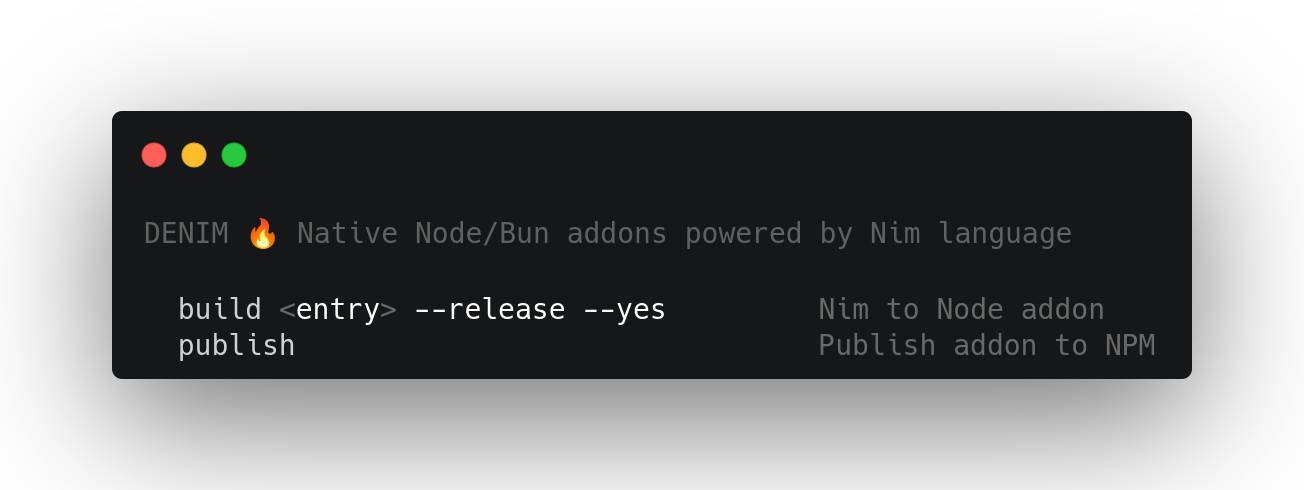 DENIM 🔥 Native Node/Bun addons powered by Nim language
build <entry> --release --yes Nim to Node addon
publish Publish addon to NPM